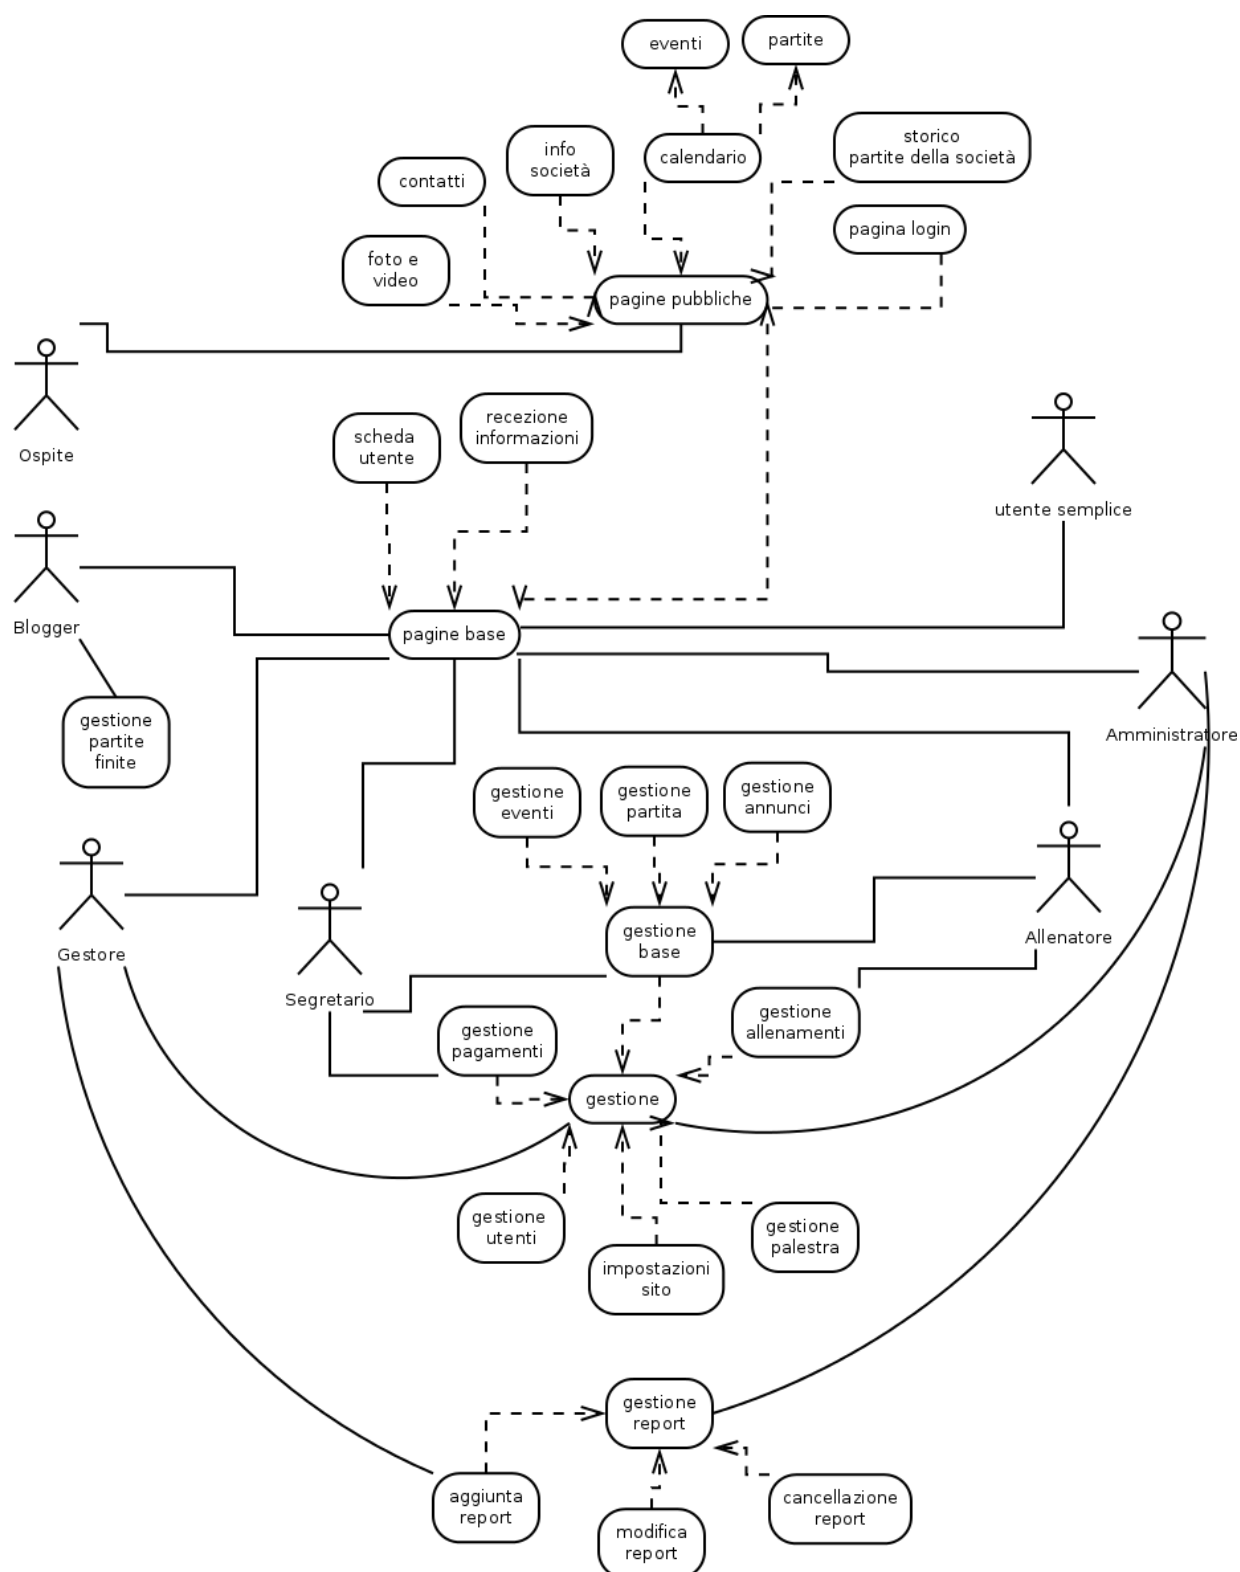 eventi
partite
storico
partite della società
info
società
calendario
contatti
pagina login
foto e
video
pagine pubbliche
Ospite
recezione
informazioni
scheda
utente
utente semplice
Blogger
pagine base
gestione
partite
finite
Amministratore
gestione
eventi
gestione
partita
gestione
annunci
gestione
base
Allenatore
Gestore
Segretario
gestione
pagamenti
gestione
allenamenti
gestione
gestione
utenti
gestione
palestra
impostazioni
sito
gestione
report
aggiunta
report
cancellazione
report
modifica
report